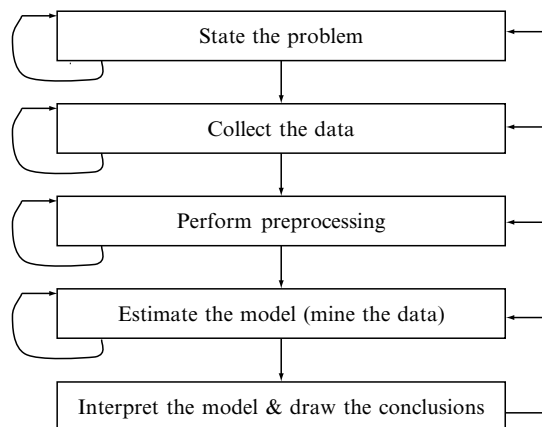 State the problem
Collect the data
Perform preprocessing
Estimate the model (mine the data)
Interpret the model & draw the conclusions